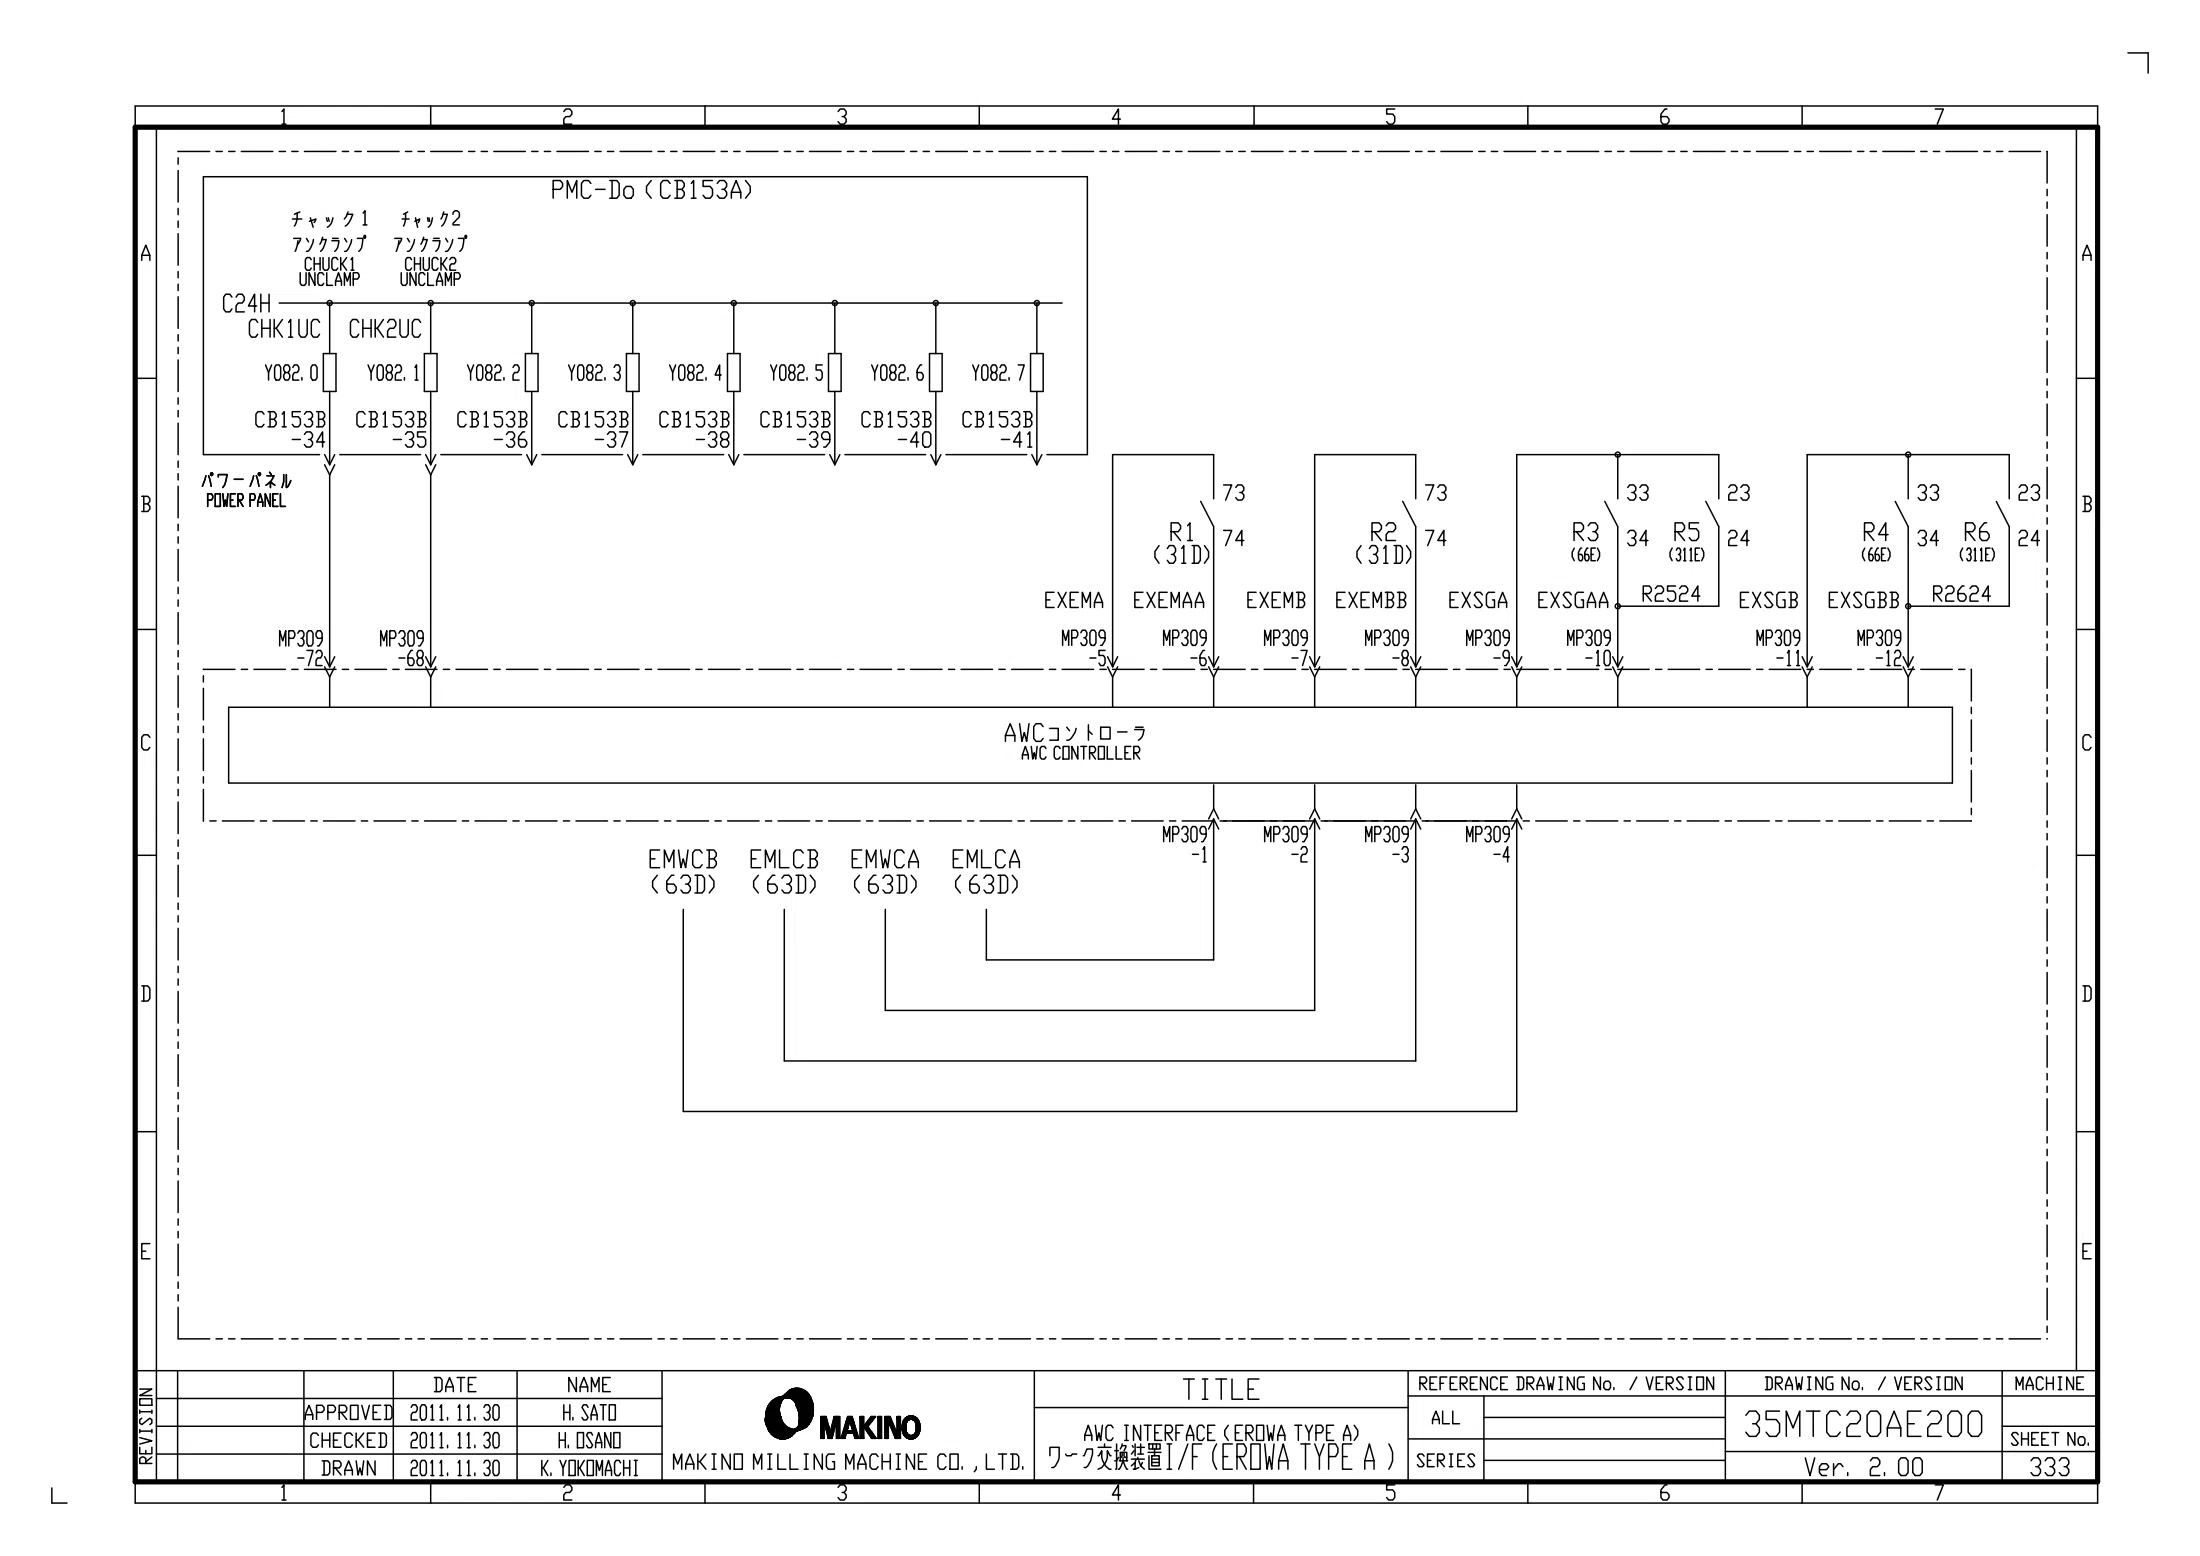 1 2 3 4 5 6 7
PMC-Do (CB153A)
チャック1 チャック2
アンクランプ アンクランプ
CHUCK1 CHUCK2
UNCLAMP UNCLAMP
A A
C24H
CHK1UC CHK2UC
Y082.0 Y082.1 Y082.2 Y082.3 Y082.4 Y082.5 Y082.6 Y082.7
CB153B CB153B CB153B CB153B CB153B CB153B CB153B CB153B
-34 -35 -36 -37 -38 -39 -40 -41
パワーパネル
POWER PANEL
B B
73 73 33 23 33 23
R1 R2 R3 R5 R4 R6
74 74 34 24 34 24
(31D) (31D) (66E) (311E) (66E) (311E)
R2524 R2624
EXEMA EXEMAA EXEMB EXEMBB EXSGA EXSGAA EXSGB EXSGBB
MP309 MP309 MP309 MP309 MP309 MP309 MP309 MP309 MP309 MP309
-72 -68 -5 -6 -7 -8 -9 -10 -11 -12
C C
AWCコントローラ
AWC CONTROLLER
MP309 MP309 MP309 MP309
-1 -2 -3 -4
EMWCB EMLCB EMWCA EMLCA
(63D) (63D) (63D) (63D)
D D
E E
REVISION
DATE NAME
APPROVED 2011.11.30 H.SATO
CHECKED 2011.11.30 H.OSANO
DRAWN 2011.11.30 K.YOKOMACHI
MAKINO
MAKINO MILLING MACHINE CO.,LTD.
TITLE
AWC INTERFACE (EROWA TYPE A)
ワーク交換装置I/F (EROWA TYPE A )
REFERENCE DRAWING No. / VERSION
ALL
SERIES
DRAWING No. / VERSION
35MTC20AE200
Ver. 2.00
MACHINE
SHEET No.
333
1 2 3 4 5 6 7